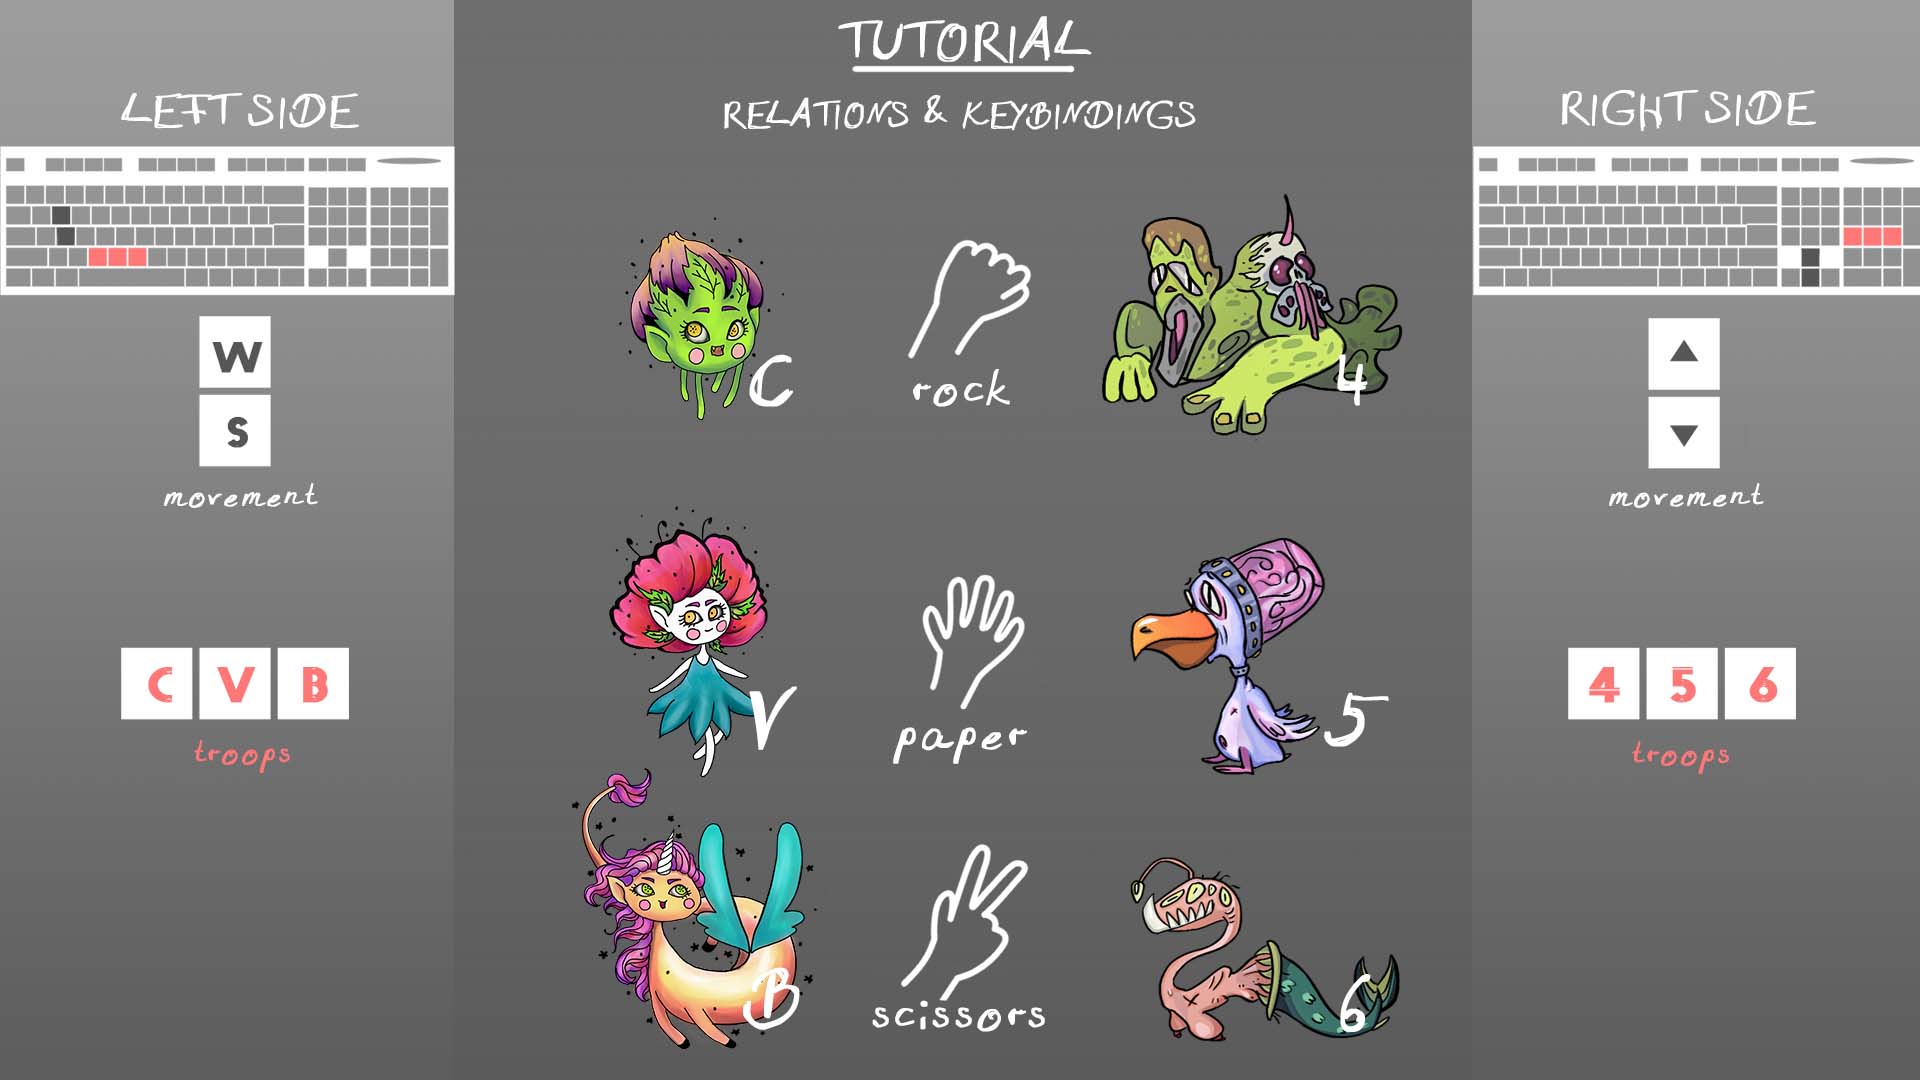 TUTORIAL
RELATIONS & KEYBINDINGS
LEFT SIDE
W
S
movement
C V B
troops
C
rock
4
V
paper
5
B
scissors
6
RIGHT SIDE
▲
▼
movement
4 5 6
troops